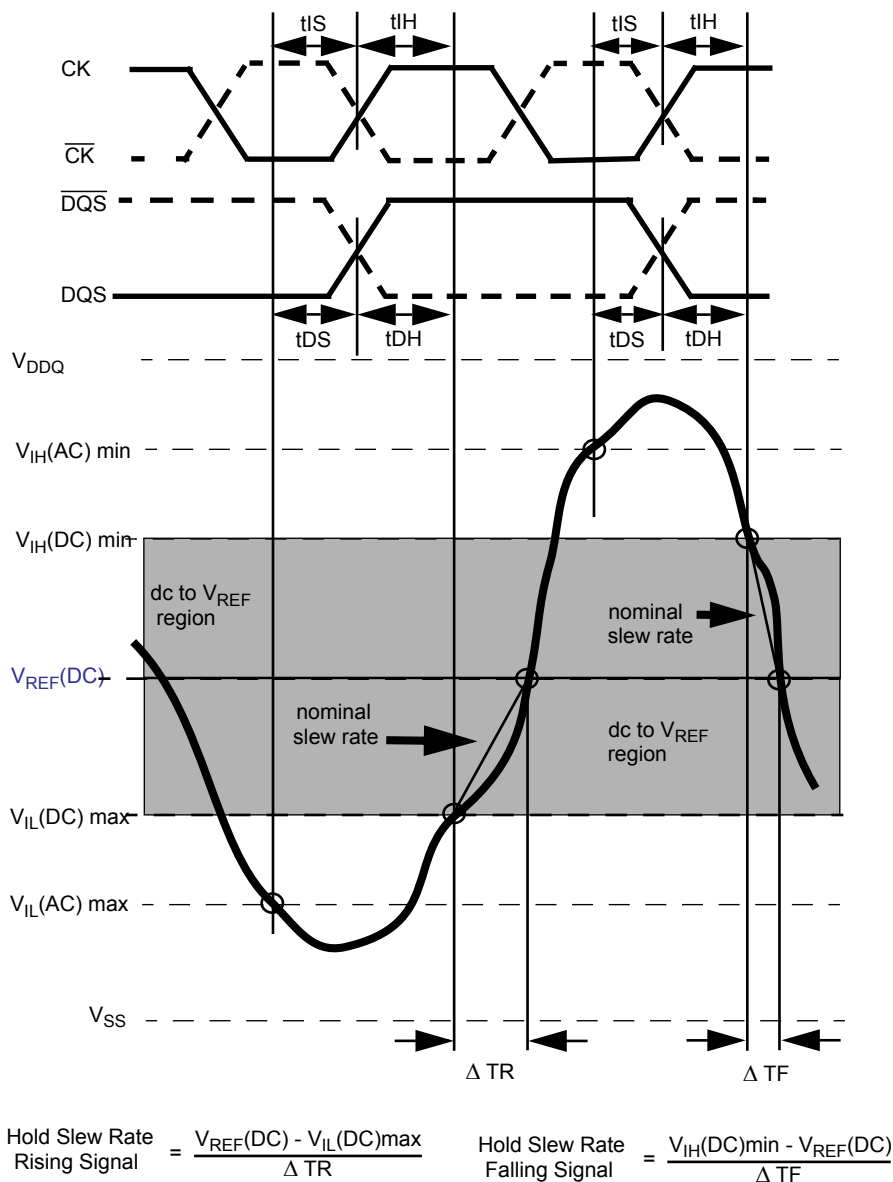 tIS tIH tIS tIH
CK
C̅K̅
D̅Q̅S̅
DQS
tDS tDH tDS tDH
VDDQ
VIH(AC) min
VIH(DC) min
dc to VREF
region
nominal
slew rate
VREF(DC)
nominal
slew rate
dc to VREF
region
VIL(DC) max
VIL(AC) max
VSS
Δ TR Δ TF
Hold Slew Rate
Rising Signal
= VREF(DC) - VIL(DC)max
Δ TR
Hold Slew Rate
Falling Signal
= VIH(DC)min - VREF(DC)
Δ TF